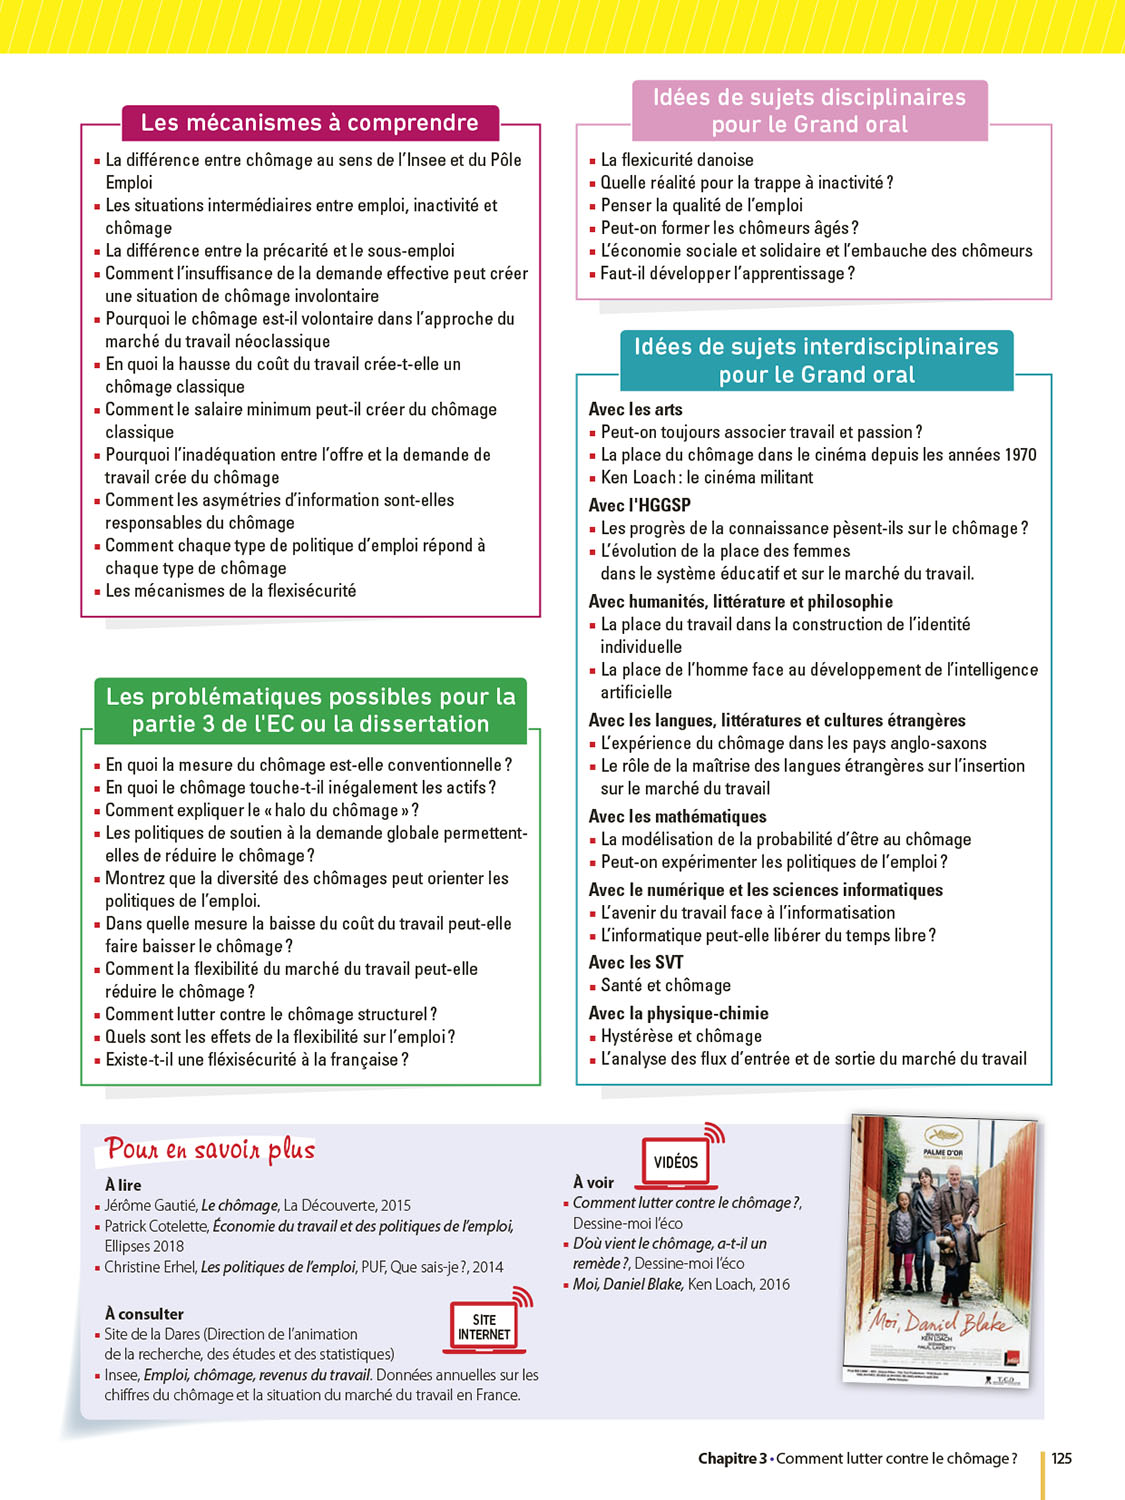 Les mécanismes à comprendre
▪ La différence entre chômage au sens de l'Insee et du Pôle
Emploi
▪ Les situations intermédiaires entre emploi, inactivité et
chômage
▪ La différence entre la précarité et le sous-emploi
▪ Comment l'insuffisance de la demande effective peut créer
une situation de chômage involontaire
▪ Pourquoi le chômage est-il volontaire dans l'approche du
marché du travail néoclassique
▪ En quoi la hausse du coût du travail crée-t-elle un
chômage classique
▪ Comment le salaire minimum peut-il créer du chômage
classique
▪ Pourquoi l'inadéquation entre l'offre et la demande de
travail crée du chômage
▪ Comment les asymétries d'information sont-elles
responsables du chômage
▪ Comment chaque type de politique d'emploi répond à
chaque type de chômage
▪ Les mécanismes de la flexisécurité
Les problématiques possibles pour la
partie 3 de l'EC ou la dissertation
▪ En quoi la mesure du chômage est-elle conventionnelle ?
▪ En quoi le chômage touche-t-il inégalement les actifs ?
▪ Comment expliquer le « halo du chômage » ?
▪ Les politiques de soutien à la demande globale permettent-
elles de réduire le chômage ?
▪ Montrez que la diversité des chômages peut orienter les
politiques de l'emploi.
▪ Dans quelle mesure la baisse du coût du travail peut-elle
faire baisser le chômage ?
▪ Comment la flexibilité du marché du travail peut-elle
réduire le chômage ?
▪ Comment lutter contre le chômage structurel ?
▪ Quels sont les effets de la flexibilité sur l'emploi ?
▪ Existe-t-il une fléxisécurité à la française ?
Idées de sujets disciplinaires
pour le Grand oral
▪ La flexicurité danoise
▪ Quelle réalité pour la trappe à inactivité ?
▪ Penser la qualité de l'emploi
▪ Peut-on former les chômeurs âgés ?
▪ L'économie sociale et solidaire et l'embauche des chômeurs
▪ Faut-il développer l'apprentissage ?
Idées de sujets interdisciplinaires
pour le Grand oral
Avec les arts
▪ Peut-on toujours associer travail et passion ?
▪ La place du chômage dans le cinéma depuis les années 1970
▪ Ken Loach : le cinéma militant
Avec l'HGGSP
▪ Les progrès de la connaissance pèsent-ils sur le chômage ?
▪ L'évolution de la place des femmes
dans le système éducatif et sur le marché du travail.
Avec humanités, littérature et philosophie
▪ La place du travail dans la construction de l'identité
individuelle
▪ La place de l'homme face au développement de l'intelligence
artificielle
Avec les langues, littératures et cultures étrangères
▪ L'expérience du chômage dans les pays anglo-saxons
▪ Le rôle de la maîtrise des langues étrangères sur l'insertion
sur le marché du travail
Avec les mathématiques
▪ La modélisation de la probabilité d'être au chômage
▪ Peut-on expérimenter les politiques de l'emploi ?
Avec le numérique et les sciences informatiques
▪ L'avenir du travail face à l'informatisation
▪ L'informatique peut-elle libérer du temps libre ?
Avec les SVT
▪ Santé et chômage
Avec la physique-chimie
▪ Hystérèse et chômage
▪ L'analyse des flux d'entrée et de sortie du marché du travail
Pour en savoir plus
À lire
▪ Jérôme Gautié, Le chômage, La Découverte, 2015
▪ Patrick Cotelette, Économie du travail et des politiques de l'emploi,
Ellipses 2018
▪ Christine Erhel, Les politiques de l'emploi, PUF, Que sais-je ?, 2014
À consulter
▪ Site de la Dares (Direction de l'animation
de la recherche, des études et des statistiques)
▪ Insee, Emploi, chômage, revenus du travail. Données annuelles sur les
chiffres du chômage et la situation du marché du travail en France.
SITE
INTERNET
VIDÉOS
À voir
▪ Comment lutter contre le chômage ?,
Dessine-moi l'éco
▪ D'où vient le chômage, a-t-il un
remède ?, Dessine-moi l'éco
▪ Moi, Daniel Blake, Ken Loach, 2016
PALME D'OR
FESTIVAL DE CANNES
Moi, Daniel Blake
KEN LOACH
PAUL LAVERTY
Chapitre 3 • Comment lutter contre le chômage ? 125